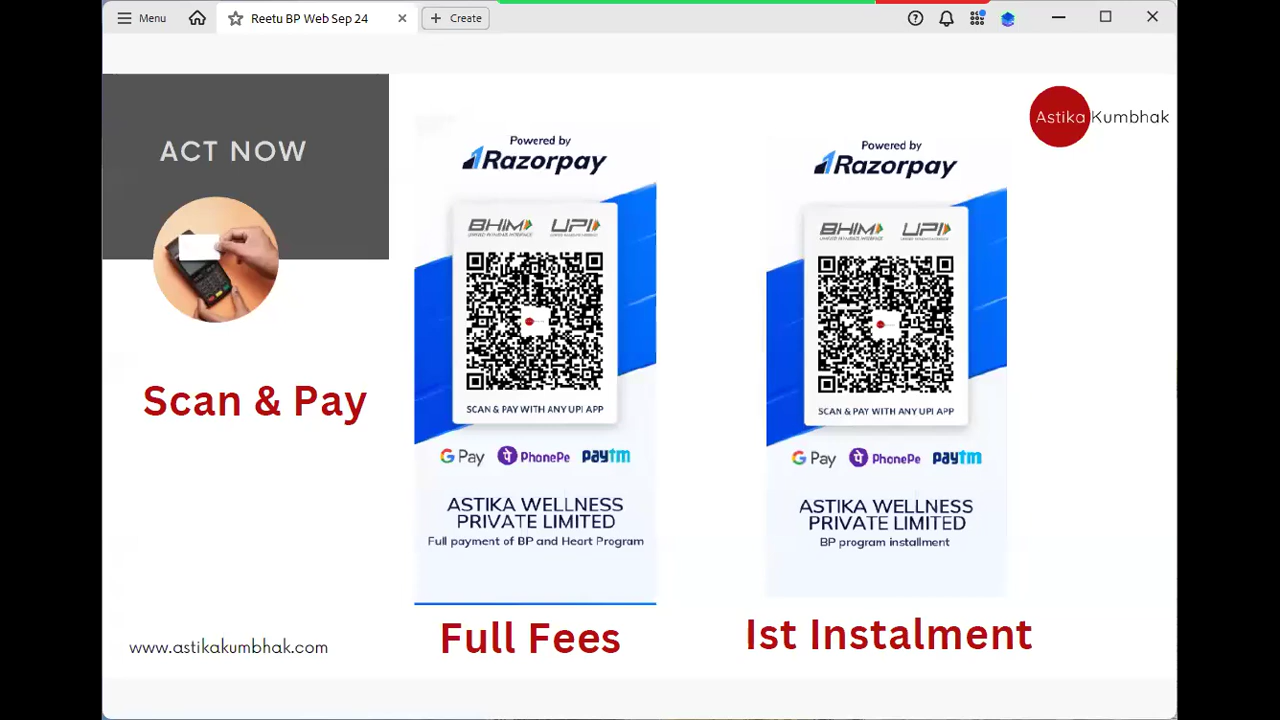 Menu
Reetu BP Web Sep 24
Create
ACT NOW
Scan & Pay
www.astikakumbhak.com
Powered by
Razorpay
BHIM
UPI
SCAN & PAY WITH ANY UPI APP
G Pay
PhonePe
paytm
ASTIKA WELLNESS
PRIVATE LIMITED
Full payment of BP and Heart Program
Full Fees
Powered by
Razorpay
BHIM
UPI
SCAN & PAY WITH ANY UPI APP
G Pay
PhonePe
paytm
ASTIKA WELLNESS
PRIVATE LIMITED
BP program installment
Ist Instalment
Astika Kumbhak